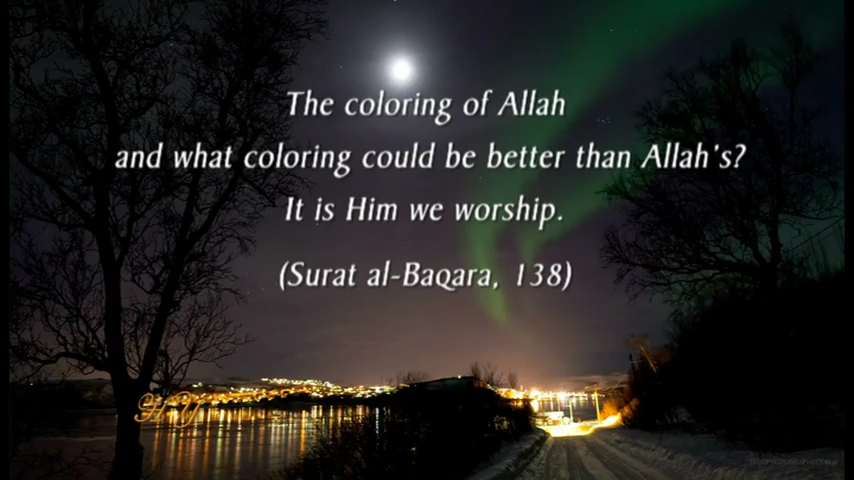 The coloring of Allah
and what coloring could be better than Allah's?
It is Him we worship.
(Surat al-Baqara, 138)
HY